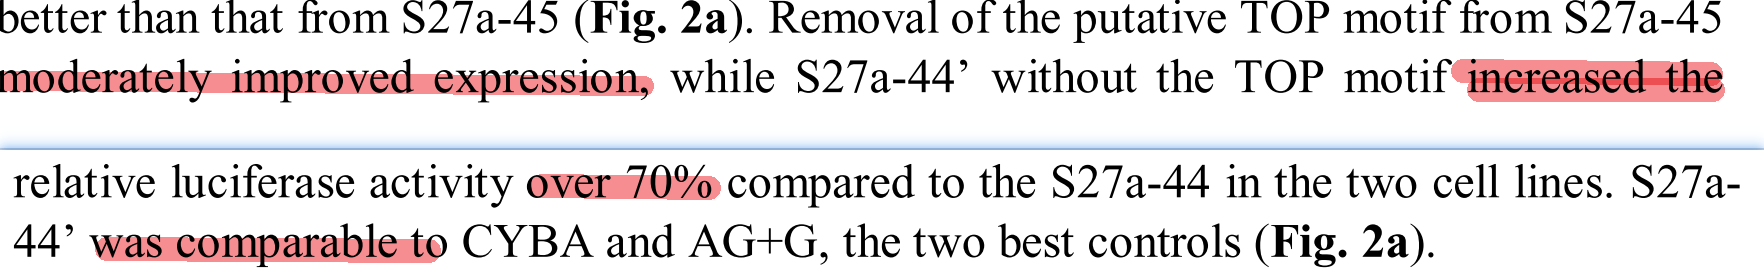 better than that from S27a-45 (Fig. 2a). Removal of the putative TOP motif from S27a-45
moderately improved expression, while S27a-44’ without the TOP motif increased the
relative luciferase activity over 70% compared to the S27a-44 in the two cell lines. S27a-
44’ was comparable to CYBA and AG+G, the two best controls (Fig. 2a).